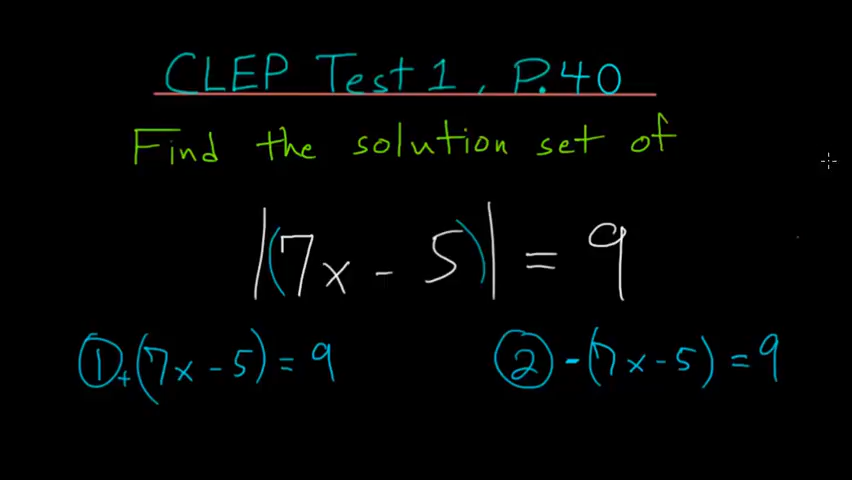 CLEP Test 1, P.40
Find the solution set of
|(7x - 5)| = 9
① +(7x - 5) = 9
② -(7x - 5) = 9